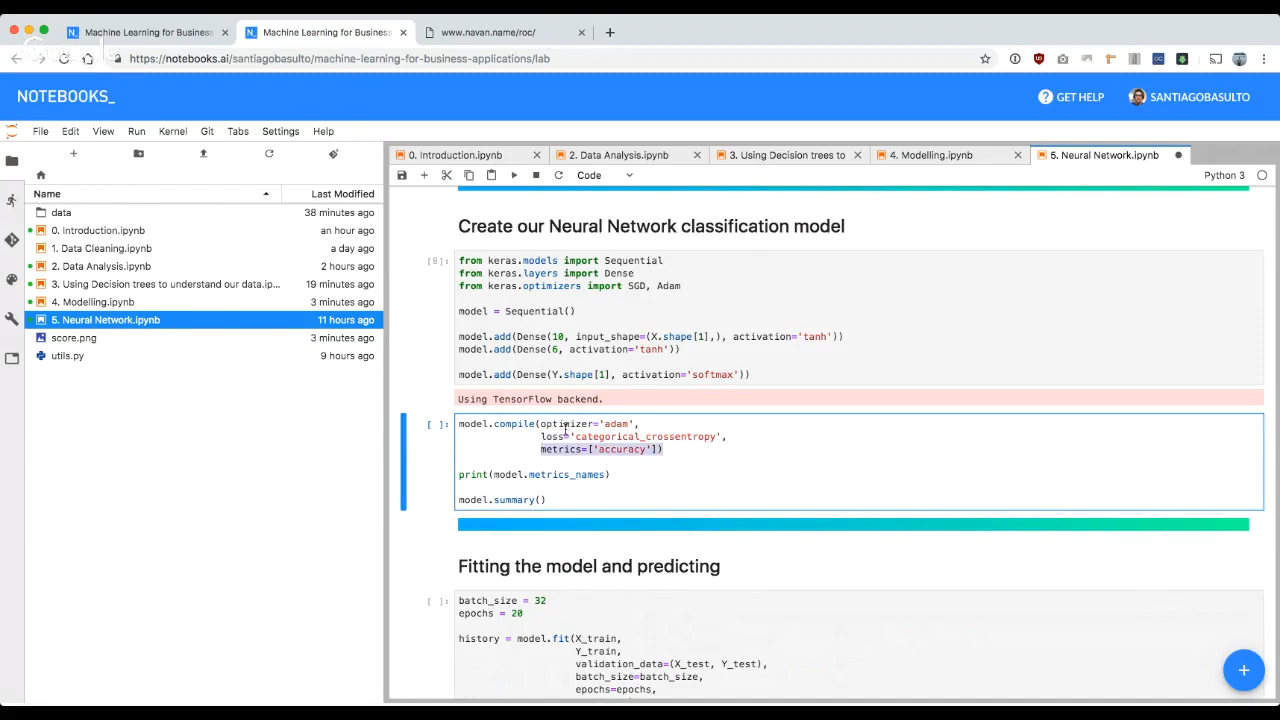 Machine Learning for Business
Machine Learning for Business
www.navan.name/roc/
https://notebooks.ai/santiagobasulto/machine-learning-for-business-applications/lab
NOTEBOOKS_
GET HELP
SANTIAGOBASULTO
File Edit View Run Kernel Git Tabs Settings Help
0. Introduction.ipynb
2. Data Analysis.ipynb
3. Using Decision trees to
4. Modelling.ipynb
5. Neural Network.ipynb
Code
Python 3
Name Last Modified
data 38 minutes ago
0. Introduction.ipynb an hour ago
1. Data Cleaning.ipynb a day ago
2. Data Analysis.ipynb 2 hours ago
3. Using Decision trees to understand our data.ip... 19 minutes ago
4. Modelling.ipynb 3 minutes ago
5. Neural Network.ipynb 11 hours ago
score.png 3 minutes ago
utils.py 9 hours ago
Create our Neural Network classification model
[8]: from keras.models import Sequential
from keras.layers import Dense
from keras.optimizers import SGD, Adam
model = Sequential()
model.add(Dense(10, input_shape=(X.shape[1],), activation='tanh'))
model.add(Dense(6, activation='tanh'))
model.add(Dense(Y.shape[1], activation='softmax'))
Using TensorFlow backend.
[ ]: model.compile(optimizer='adam',
loss='categorical_crossentropy',
metrics=['accuracy'])
print(model.metrics_names)
model.summary()
Fitting the model and predicting
[ ]: batch_size = 32
epochs = 20
history = model.fit(X_train,
Y_train,
validation_data=(X_test, Y_test),
batch_size=batch_size,
epochs=epochs,